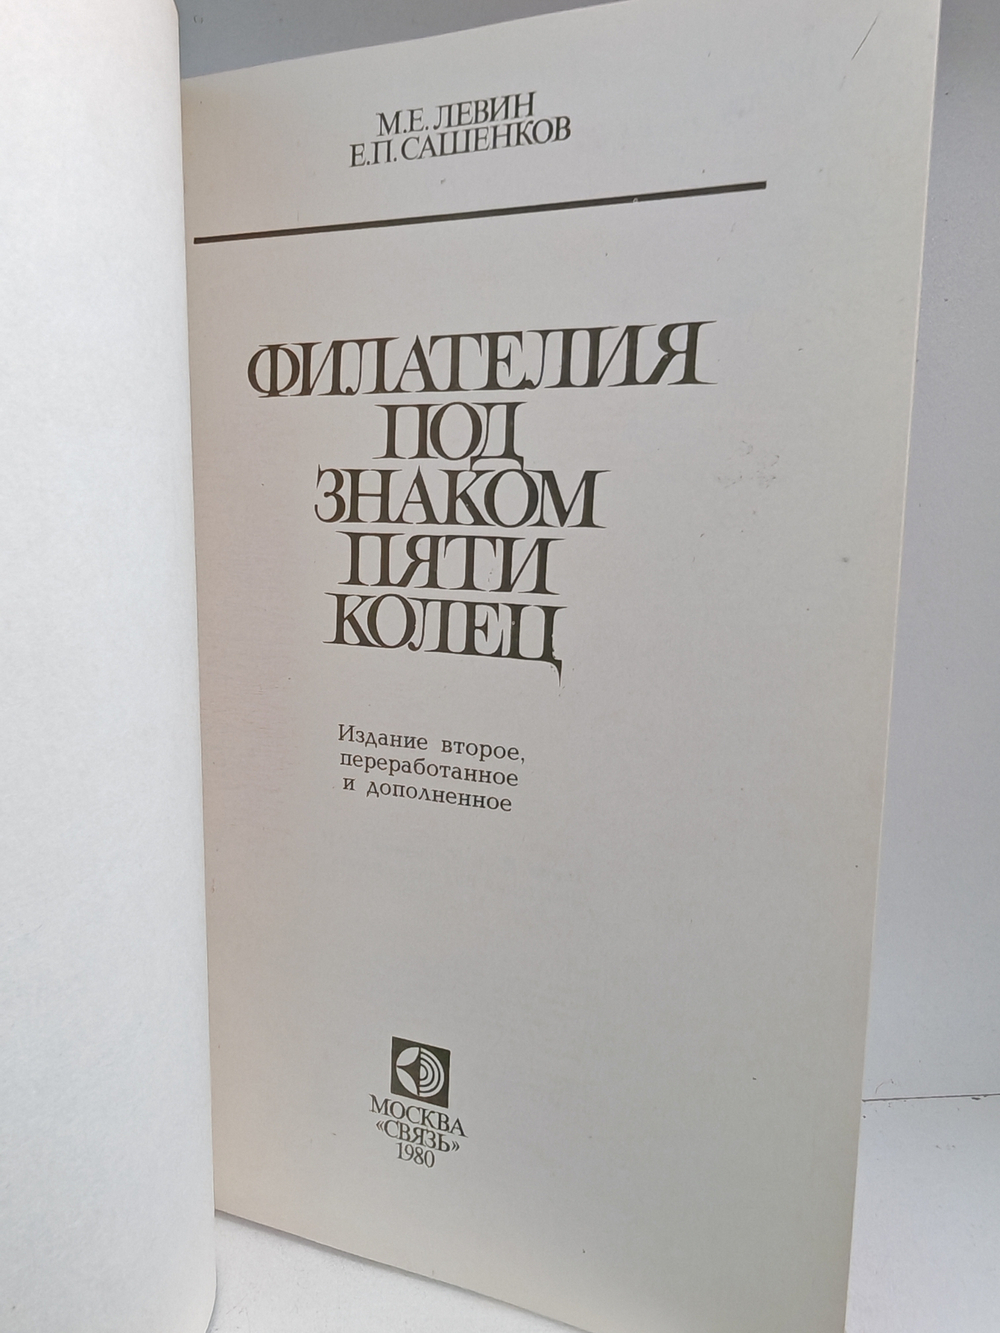 М.Е. ЛЕВИН
Е.П. САШЕНКОВ
ФИЛАТЕЛИЯ
ПОД
ЗНАКОМ
ПЯТИ
КОЛЕЦ
Издание второе,
переработанное
и дополненное
МОСКВА
«СВЯЗЬ»
1980